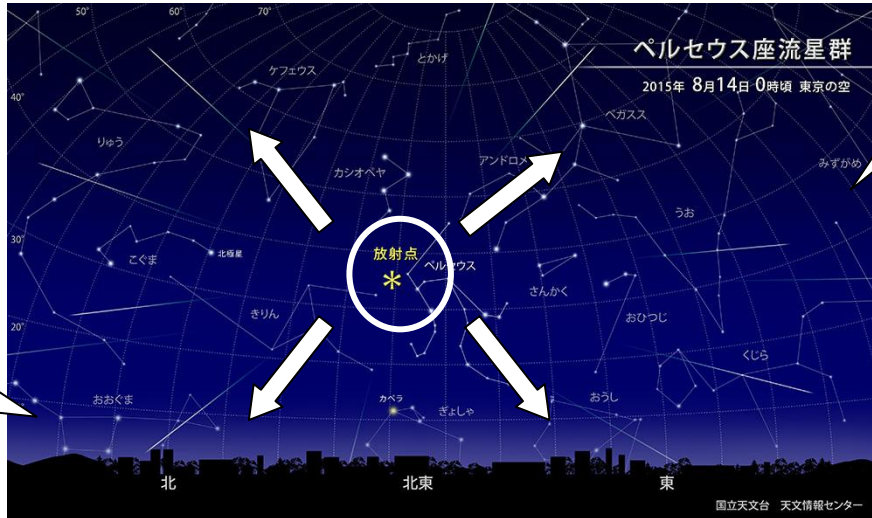 50°
60°
70°
ペルセウス座流星群
2015年 8月14日 0時頃 東京の空
とかげ
ケフェウス
40°
ペガスス
りゅう
カシオペヤ
アンドロメ
みずがめ
うお
30°
放射点
北極星
こぐま
ペルセウス
さんかく
きりん
おひつじ
20°
くじら
おおぐま
カペラ
ぎょしゃ
おうし
北
北東
東
国立天文台 天文情報センター